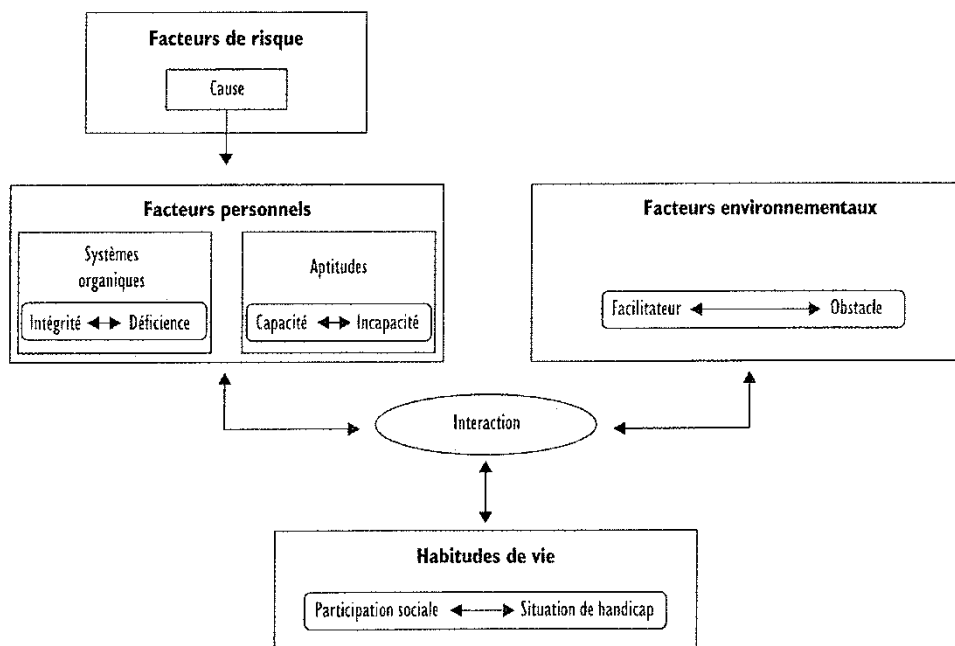 Facteurs de risque
Cause
Facteurs personnels
Systèmes
organiques
Intégrité
Déficience
Aptitudes
Capacité
Incapacité
Facteurs environnementaux
Facilitateur
Obstacle
Interaction
Habitudes de vie
Participation sociale
Situation de handicap